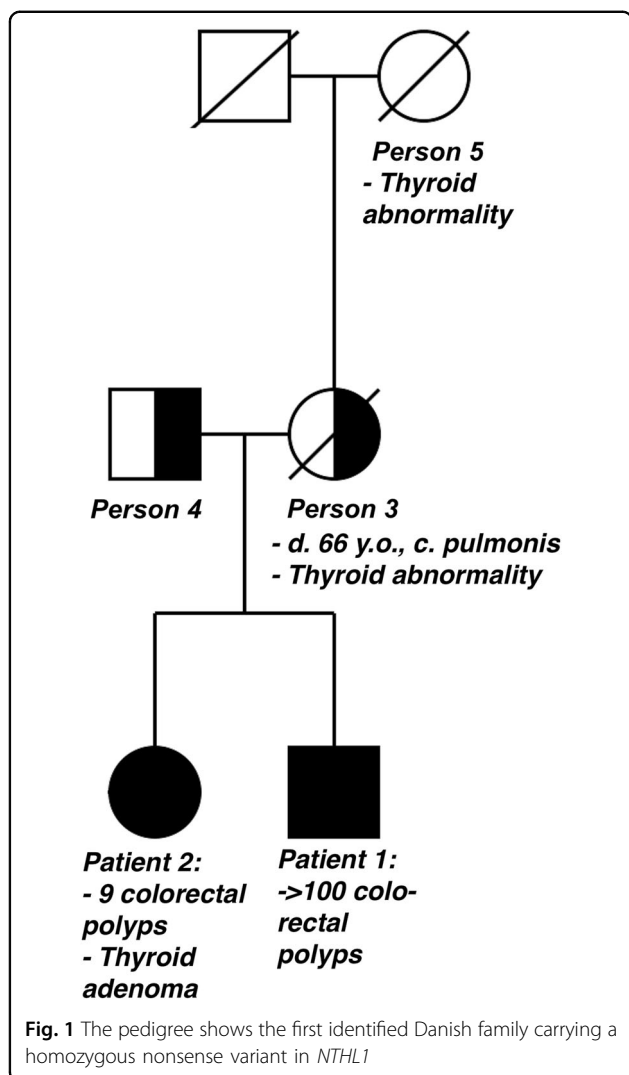 Person 5
- Thyroid
abnormality
Person 4
Person 3
- d. 66 y.o., c. pulmonis
- Thyroid abnormality
Patient 2:
- 9 colorectal
polyps
- Thyroid
adenoma
Patient 1:
->100 colo-
rectal
polyps
Fig. 1 The pedigree shows the first identified Danish family carrying a
homozygous nonsense variant in NTHL1